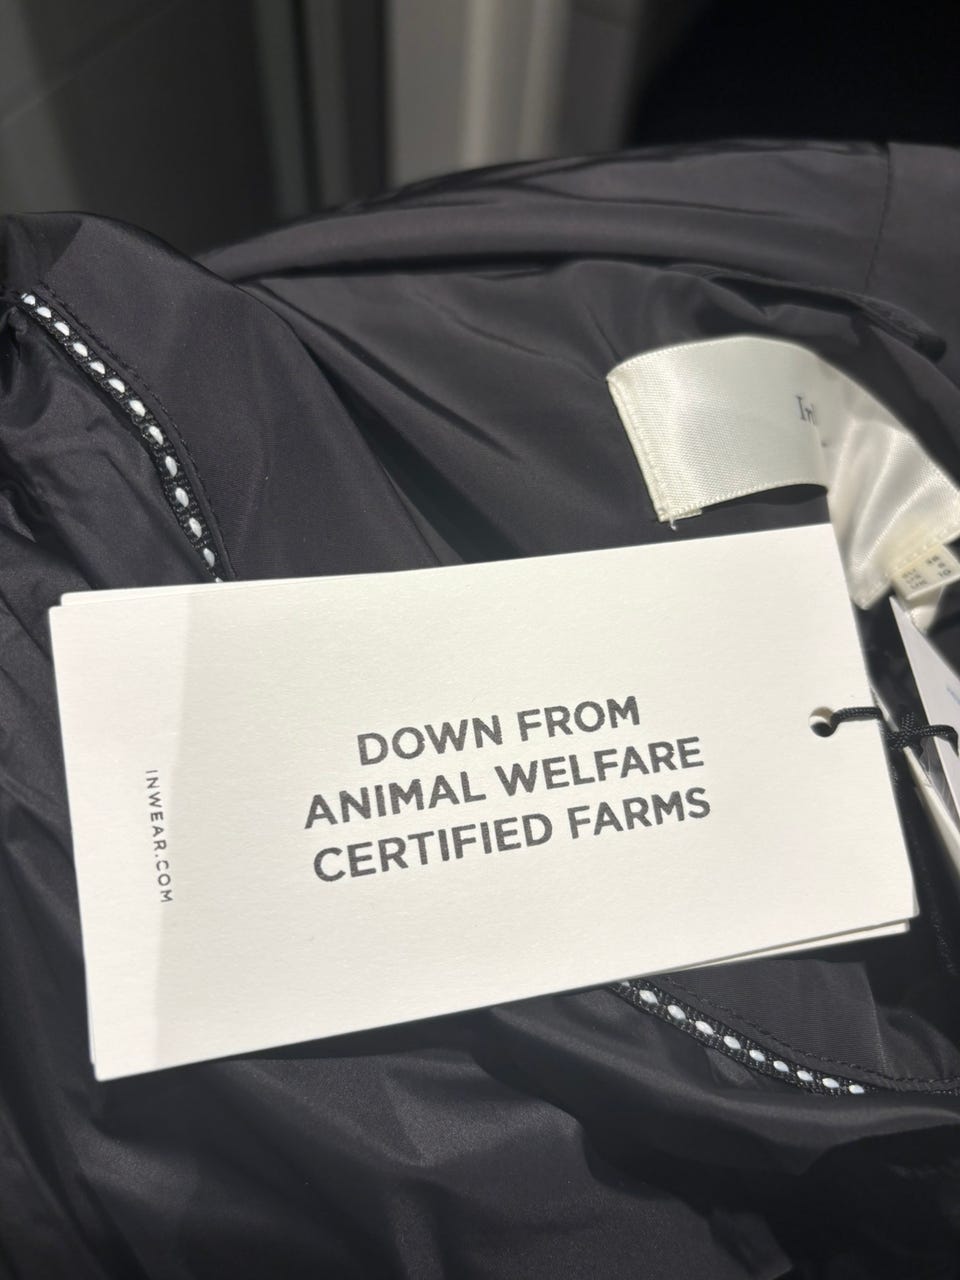 DOWN FROM
ANIMAL WELFARE
CERTIFIED FARMS
INWEAR.COM